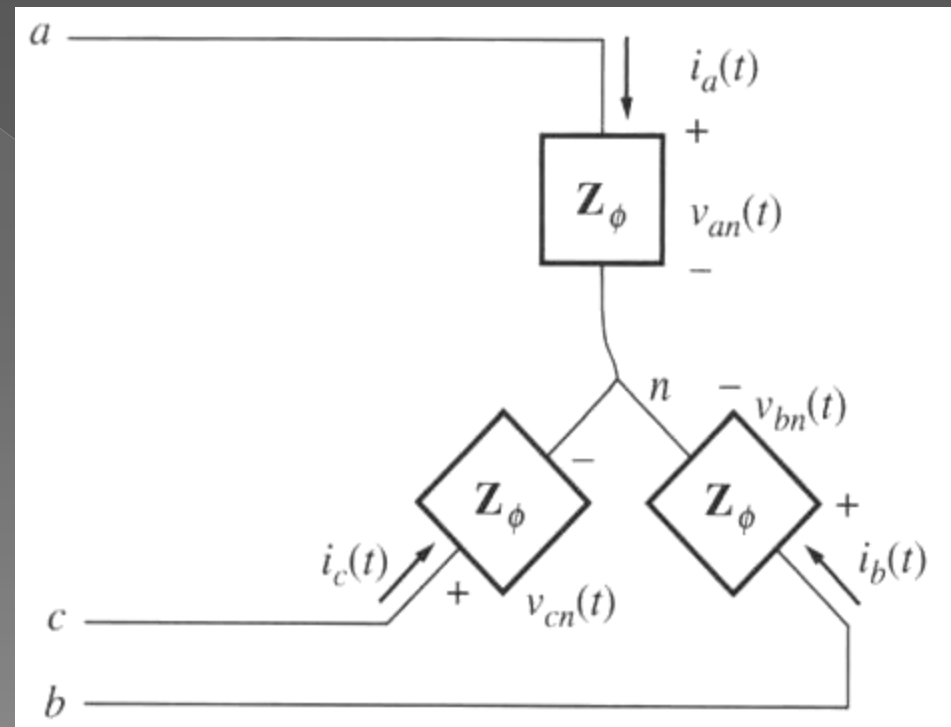 a
i_a(t)
+
Z_ϕ
v_an(t)
−
n
−
v_bn(t)
−
Z_ϕ
Z_ϕ
+
i_c(t)
i_b(t)
+
v_cn(t)
c
b